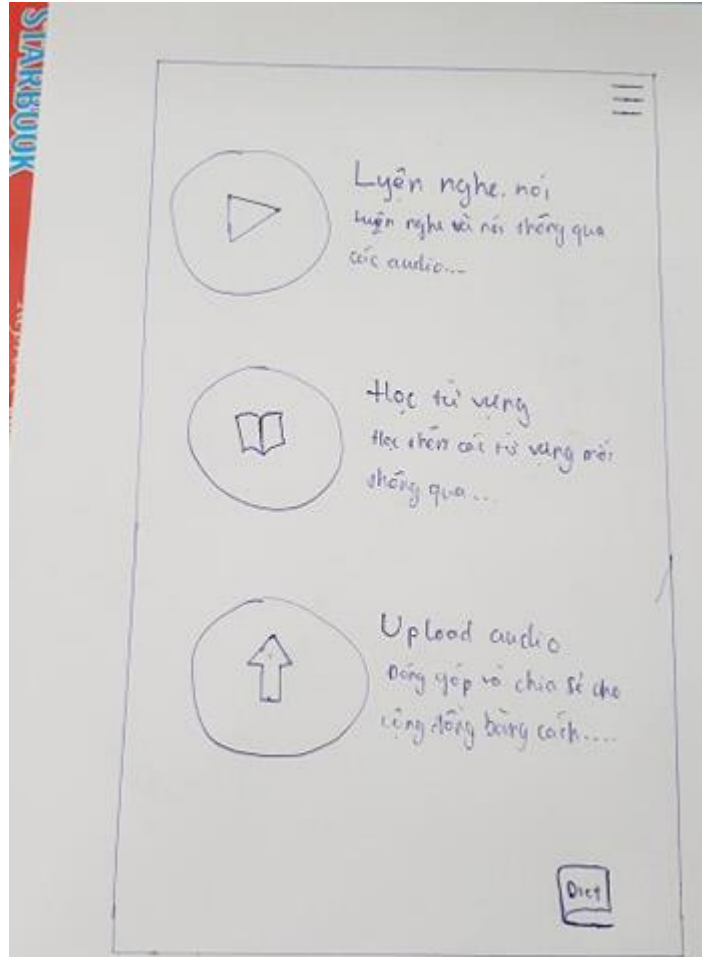 STARBOOK
Luyện nghe. nói
Luyện nghe và nói thông qua
các audio...
Học từ vựng
Học thêm các từ vựng mới
thông qua ...
Upload audio
Đóng góp và chia sẻ cho
cộng đồng bằng cách....
Dict